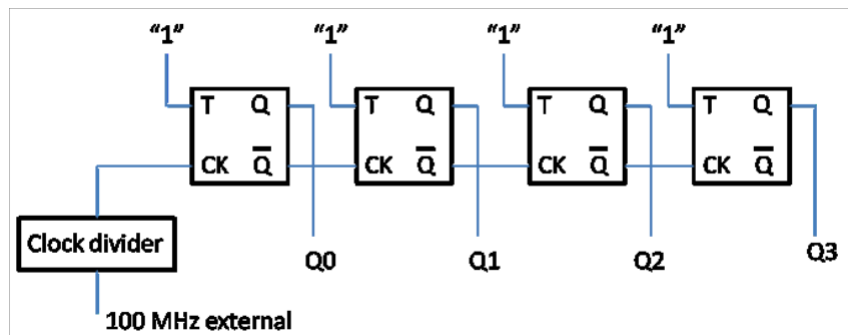 “1” “1” “1” “1”
T Q T Q T Q T Q
CK Q̅ CK Q̅ CK Q̅ CK Q̅
Clock divider
Q0 Q1 Q2 Q3
100 MHz external